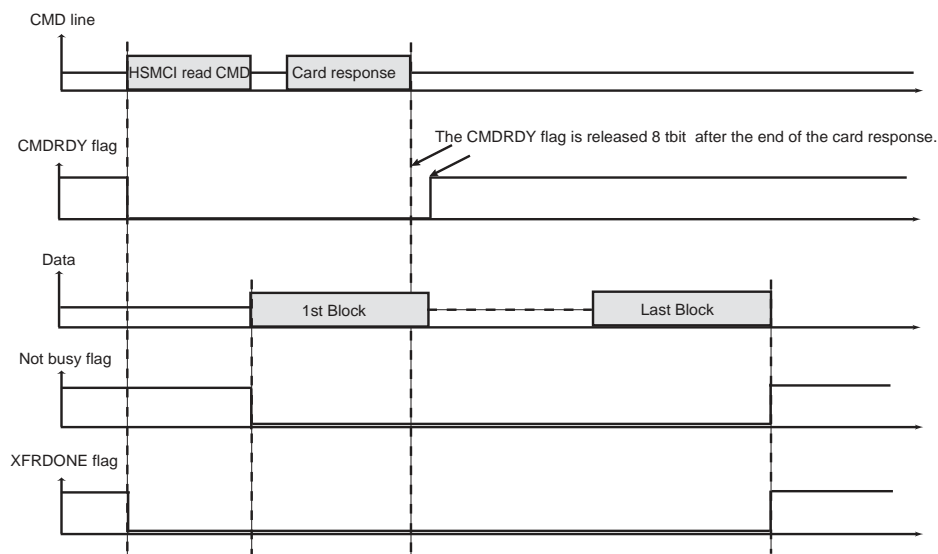 CMD line
HSMCI read CMD
Card response
The CMDRDY flag is released 8 tbit after the end of the card response.
CMDRDY flag
Data
1st Block
Last Block
Not busy flag
XFRDONE flag